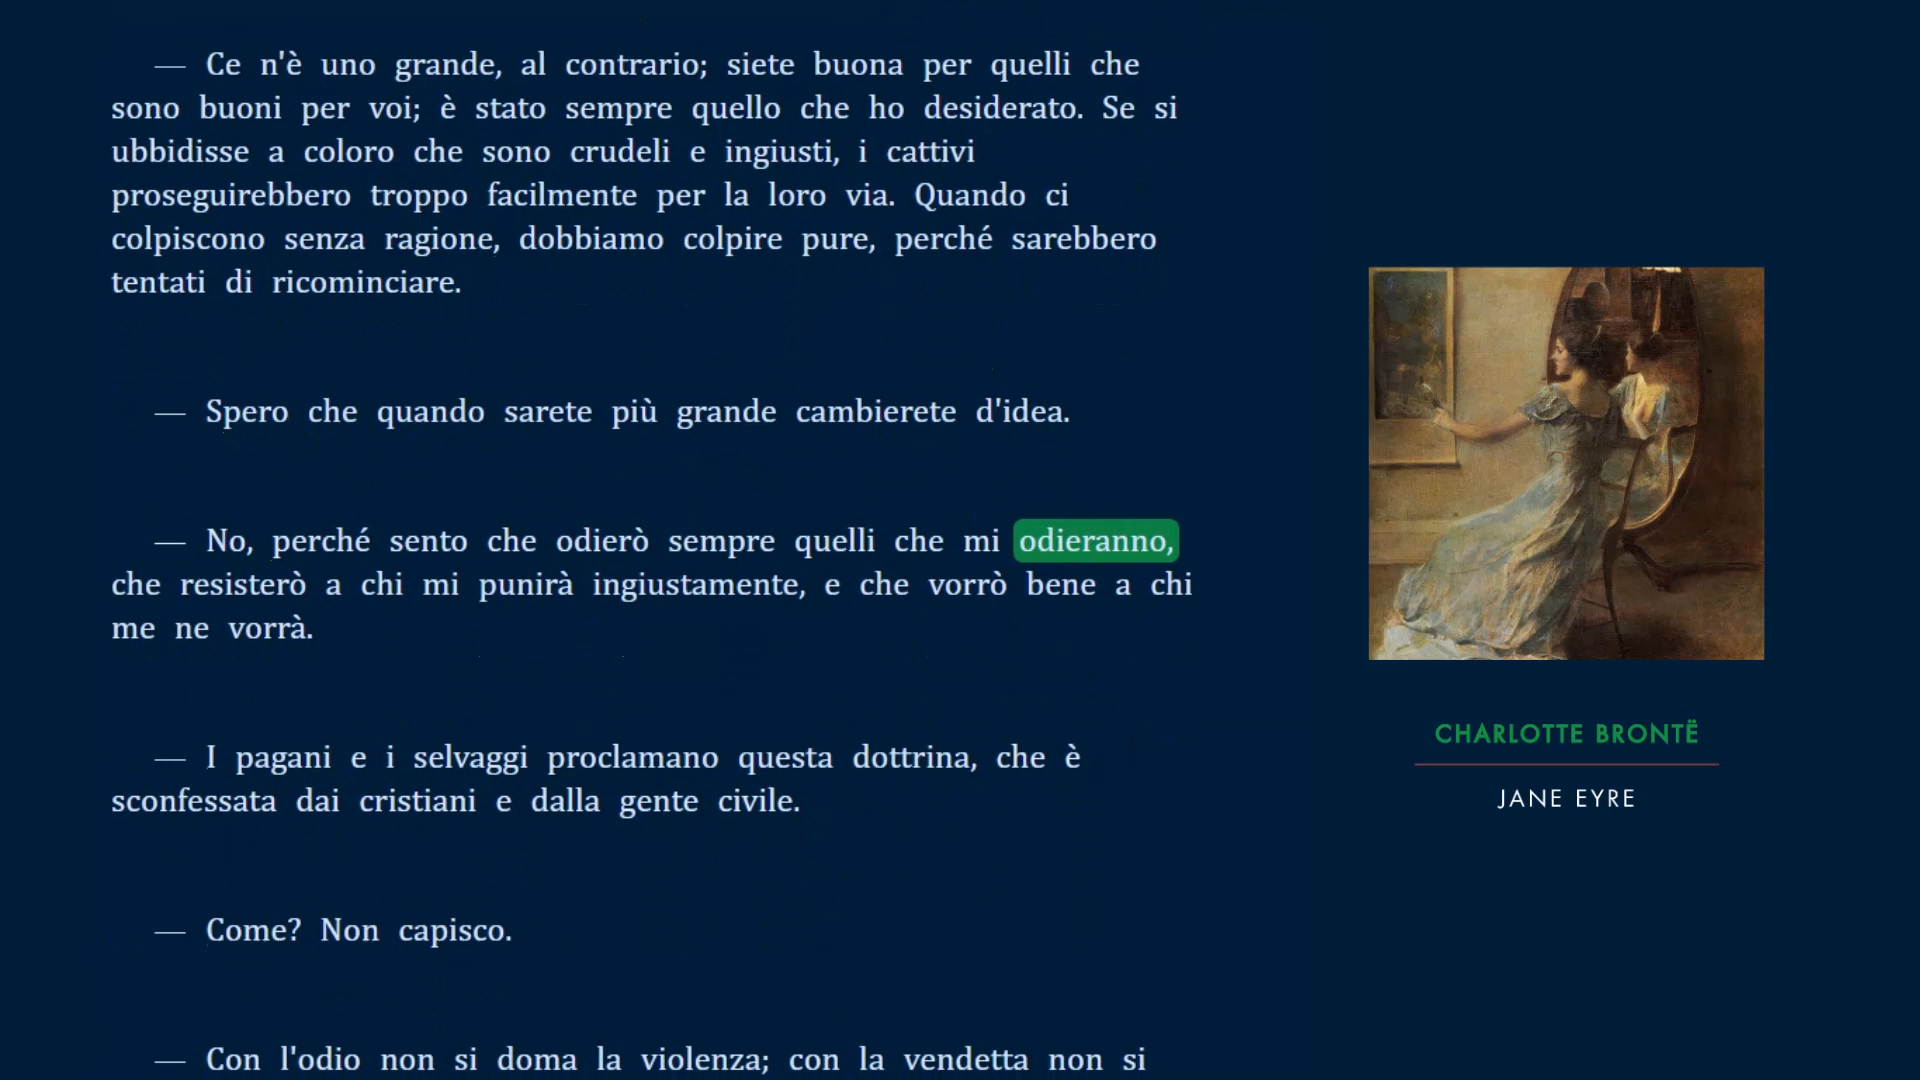 — Ce n'è uno grande, al contrario; siete buona per quelli che
sono buoni per voi; è stato sempre quello che ho desiderato. Se si
ubbidisse a coloro che sono crudeli e ingiusti, i cattivi
proseguirebbero troppo facilmente per la loro via. Quando ci
colpiscono senza ragione, dobbiamo colpire pure, perché sarebbero
tentati di ricominciare.
— Spero che quando sarete più grande cambierete d'idea.
— No, perché sento che odierò sempre quelli che mi odieranno,
che resisterò a chi mi punirà ingiustamente, e che vorrò bene a chi
me ne vorrà.
— I pagani e i selvaggi proclamano questa dottrina, che è
sconfessata dai cristiani e dalla gente civile.
— Come? Non capisco.
— Con l'odio non si doma la violenza; con la vendetta non si
CHARLOTTE BRONTË
JANE EYRE